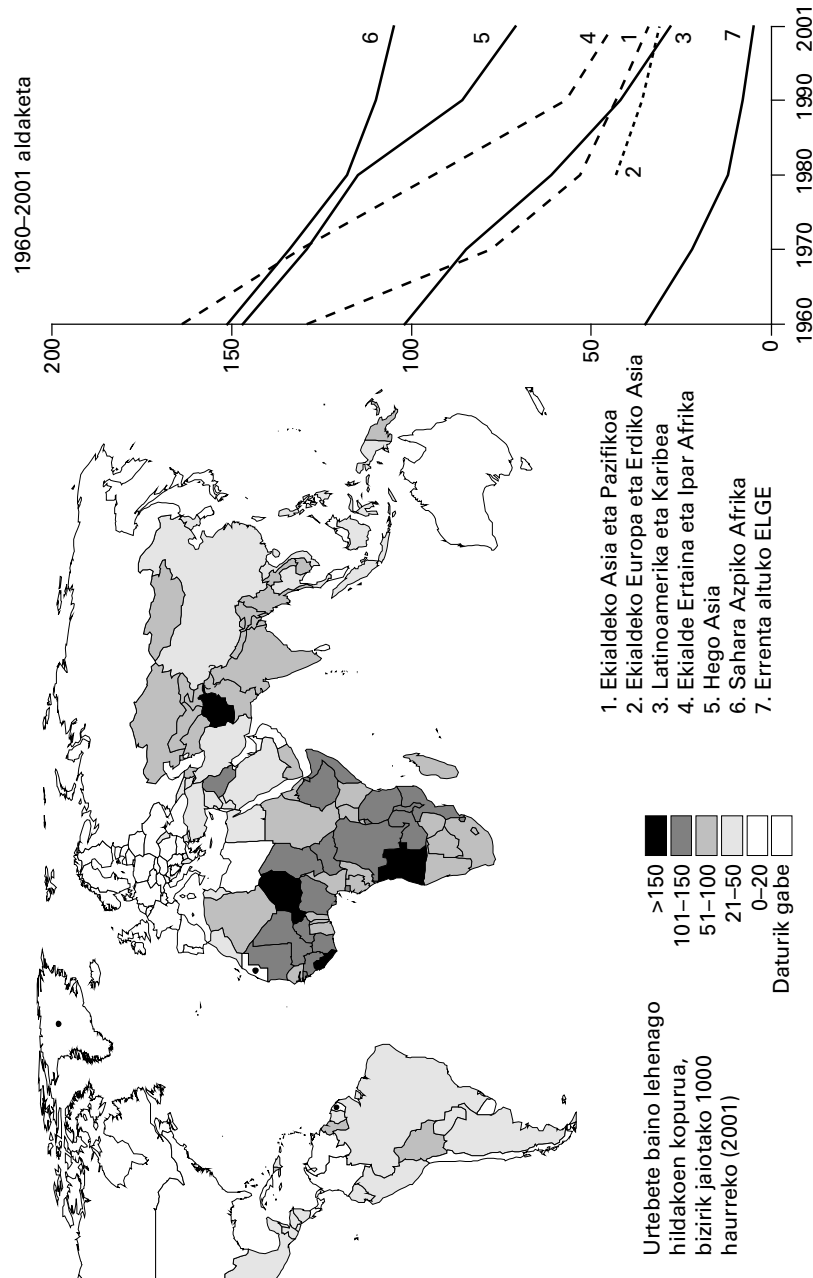 Urtebete baino lehenago
hildakoen kopurua,
bizirik jaiotako 1000
haurreko (2001)
>150
101–150
51–100
21–50
0–20
Daturik gabe
1. Ekialdeko Asia eta Pazifikoa
2. Ekialdeko Europa eta Erdiko Asia
3. Latinoamerika eta Karibea
4. Ekialde Ertaina eta Ipar Afrika
5. Hego Asia
6. Sahara Azpiko Afrika
7. Errenta altuko ELGE
1960–2001 aldaketa
200
150
100
50
0
1960
1970
1980
1990
2001
6
5
4
1
2
3
7